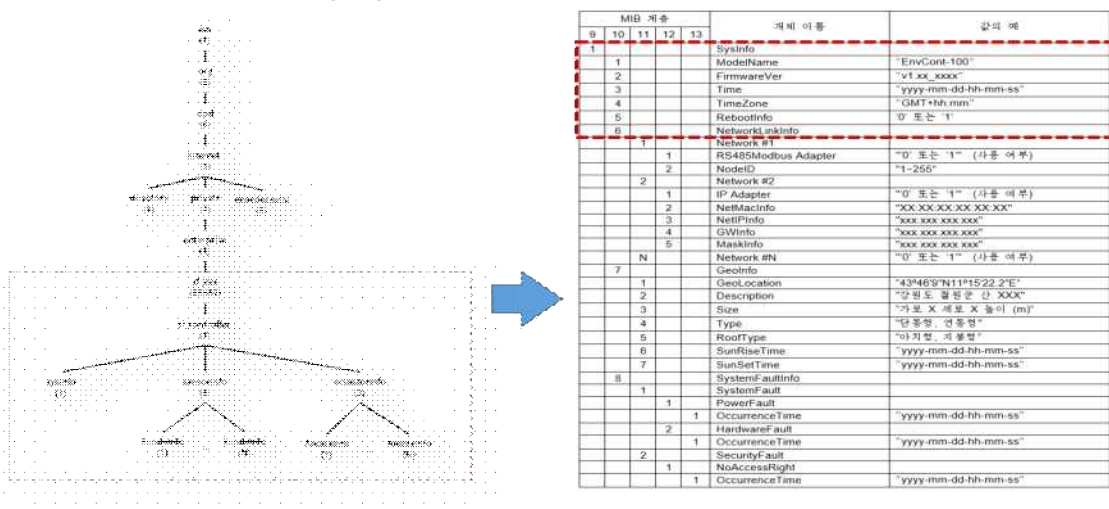 org
internet
private
sysinfo
MIB 계층 개체 이름 값의 예
9 10 11 12 13
1 SysInfo
1 ModelName "EnvCont-100"
2 FirmwareVer "v1.xx_xxxx"
3 Time "yyyy-mm-dd-hh-mm-ss"
4 TimeZone "GMT+hh.mm"
5 RebootInfo '0' 또는 '1'
6 NetworkLinkInfo
1 Network #1
1 RS485Modbus Adapter "'0' 또는 '1'" (사용 여부)
2 NodeID "1~255"
2 Network #2
1 IP Adapter "'0' 또는 '1'" (사용 여부)
2 NetMacInfo "XX:XX:XX:XX:XX:XX"
3 NetIPInfo "xxx.xxx.xxx.xxx"
4 GWInfo "xxx.xxx.xxx.xxx"
5 MaskInfo "xxx.xxx.xxx.xxx"
N Network #N "'0' 또는 '1'" (사용 여부)
7 GeoInfo
1 GeoLocation "43º46'9"N11º15'22.2"E"
2 Description "강원도 철원군 산 XXX"
3 Size "가로 X 세로 X 높이 (m)"
4 Type "단동형, 연동형"
5 RoofType "아치형, 지붕형"
6 SunRiseTime "yyyy-mm-dd-hh-mm-ss"
7 SunSetTime "yyyy-mm-dd-hh-mm-ss"
8 SystemFaultInfo
1 SystemFault
1 PowerFault
1 OccurrenceTime "yyyy-mm-dd-hh-mm-ss"
2 HardwareFault
1 OccurrenceTime "yyyy-mm-dd-hh-mm-ss"
2 SecurityFault
1 NoAccessRight
1 OccurrenceTime "yyyy-mm-dd-hh-mm-ss"